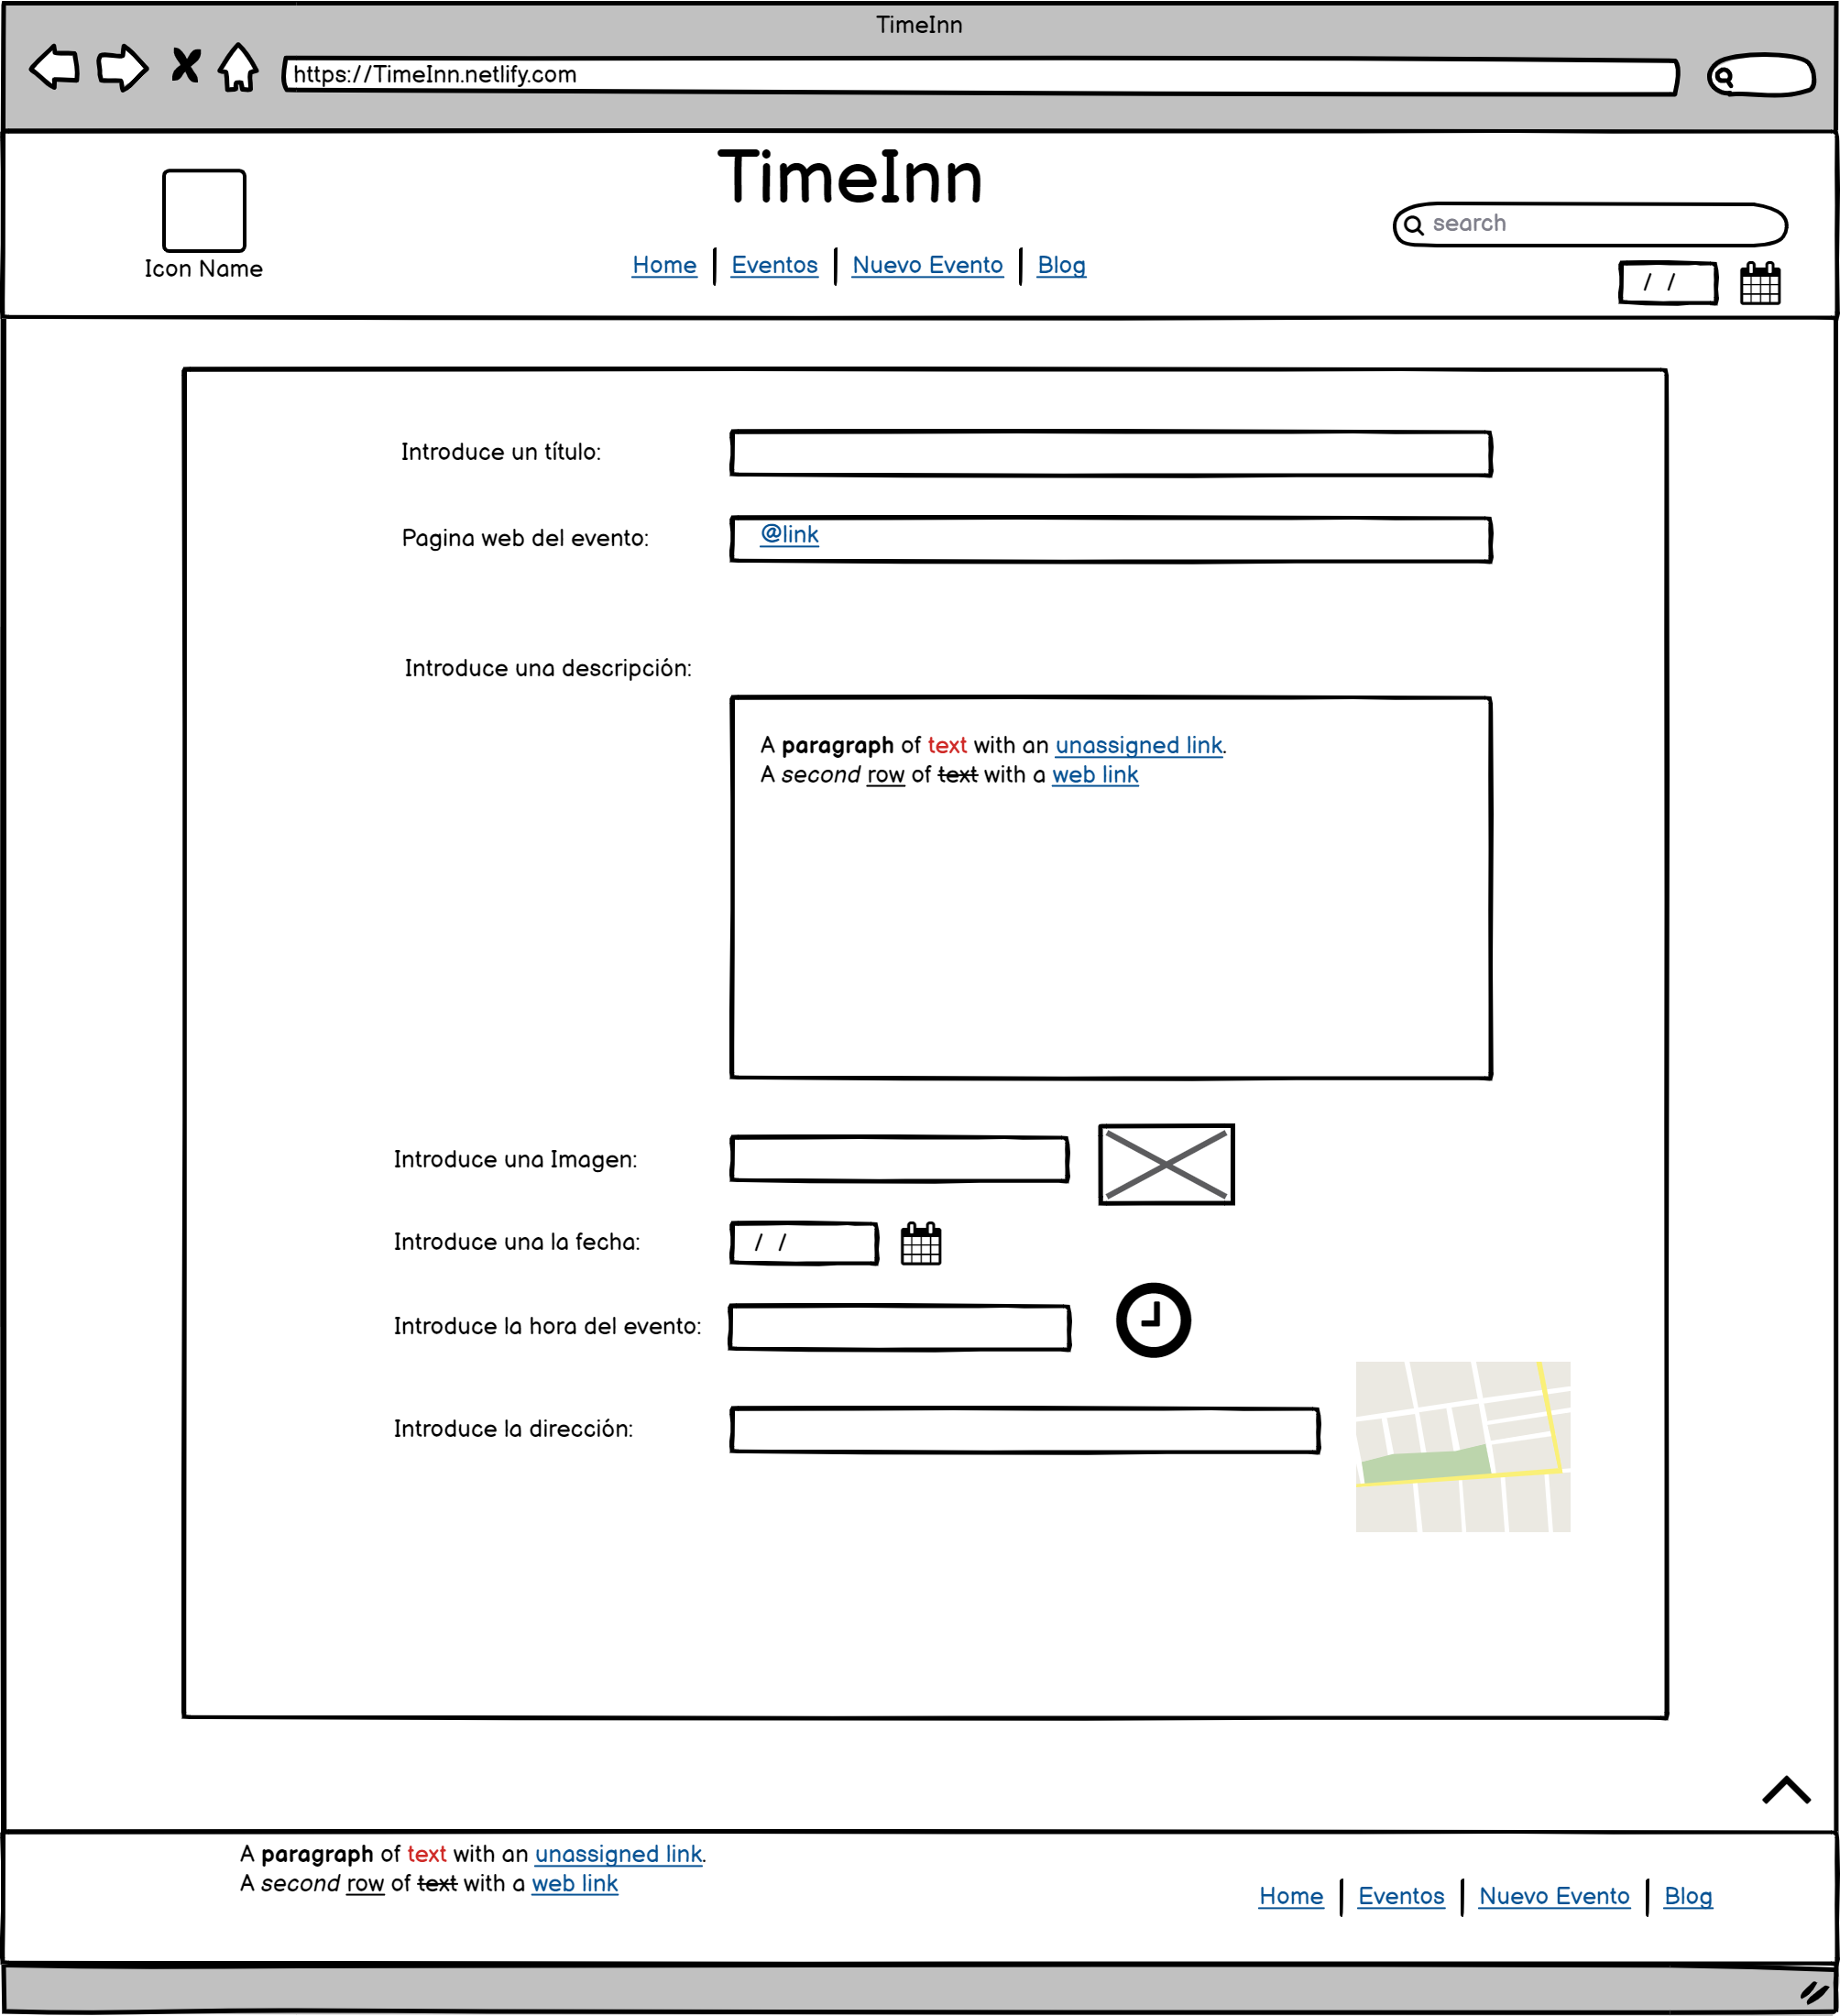 TimeInn
https://TimeInn.netlify.com
TimeInn
Icon Name
Home | Eventos | Nuevo Evento | Blog
search
/ /
Introduce un título:
Pagina web del evento:
@link
Introduce una descripción:
A paragraph of text with an unassigned link.
A second row of text with a web link
Introduce una Imagen:
Introduce una la fecha:
/ /
Introduce la hora del evento:
Introduce la dirección:
A paragraph of text with an unassigned link.
A second row of text with a web link
Home | Eventos | Nuevo Evento | Blog